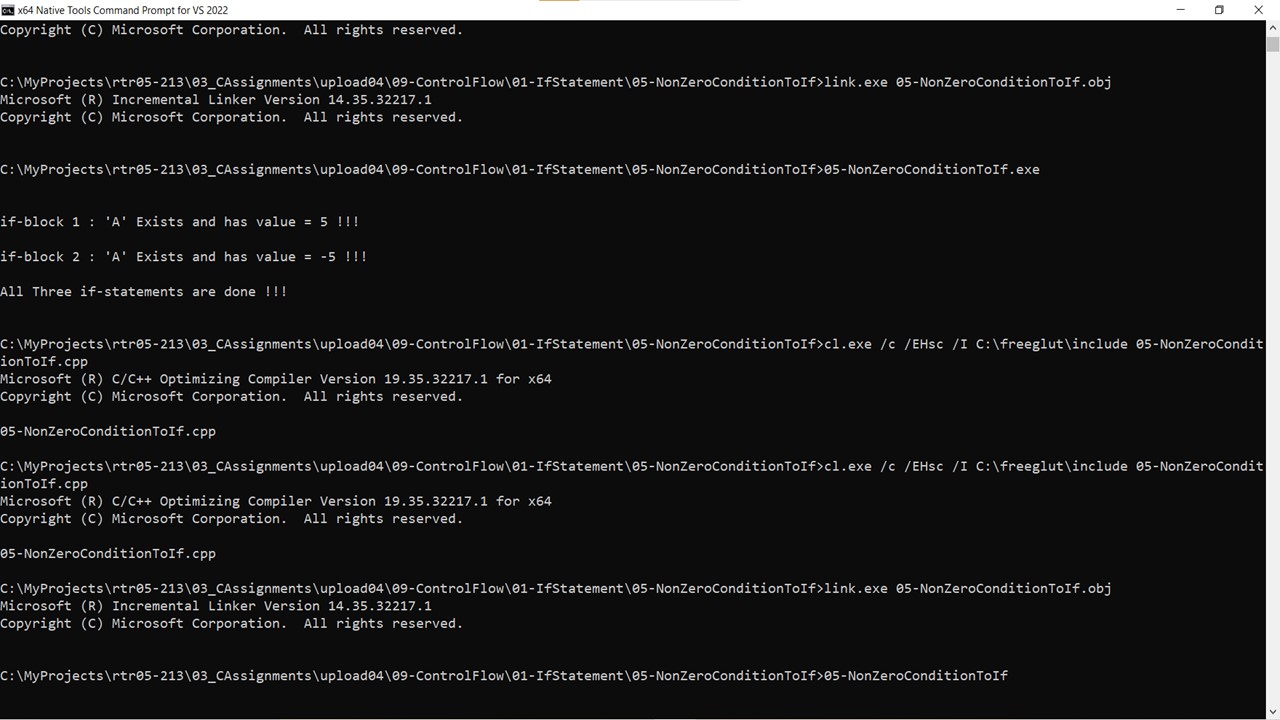 x64 Native Tools Command Prompt for VS 2022
Copyright (C) Microsoft Corporation.  All rights reserved.
C:\MyProjects\rtr05-213\03_CAssignments\upload04\09-ControlFlow\01-IfStatement\05-NonZeroConditionToIf>link.exe 05-NonZeroConditionToIf.obj
Microsoft (R) Incremental Linker Version 14.35.32217.1
Copyright (C) Microsoft Corporation.  All rights reserved.
C:\MyProjects\rtr05-213\03_CAssignments\upload04\09-ControlFlow\01-IfStatement\05-NonZeroConditionToIf>05-NonZeroConditionToIf.exe
if-block 1 : 'A' Exists and has value = 5 !!!
if-block 2 : 'A' Exists and has value = -5 !!!
All Three if-statements are done !!!
C:\MyProjects\rtr05-213\03_CAssignments\upload04\09-ControlFlow\01-IfStatement\05-NonZeroConditionToIf>cl.exe /c /EHsc /I C:\freeglut\include 05-NonZeroCondit
ionToIf.cpp
Microsoft (R) C/C++ Optimizing Compiler Version 19.35.32217.1 for x64
Copyright (C) Microsoft Corporation.  All rights reserved.
05-NonZeroConditionToIf.cpp
C:\MyProjects\rtr05-213\03_CAssignments\upload04\09-ControlFlow\01-IfStatement\05-NonZeroConditionToIf>cl.exe /c /EHsc /I C:\freeglut\include 05-NonZeroCondit
ionToIf.cpp
Microsoft (R) C/C++ Optimizing Compiler Version 19.35.32217.1 for x64
Copyright (C) Microsoft Corporation.  All rights reserved.
05-NonZeroConditionToIf.cpp
C:\MyProjects\rtr05-213\03_CAssignments\upload04\09-ControlFlow\01-IfStatement\05-NonZeroConditionToIf>link.exe 05-NonZeroConditionToIf.obj
Microsoft (R) Incremental Linker Version 14.35.32217.1
Copyright (C) Microsoft Corporation.  All rights reserved.
C:\MyProjects\rtr05-213\03_CAssignments\upload04\09-ControlFlow\01-IfStatement\05-NonZeroConditionToIf>05-NonZeroConditionToIf